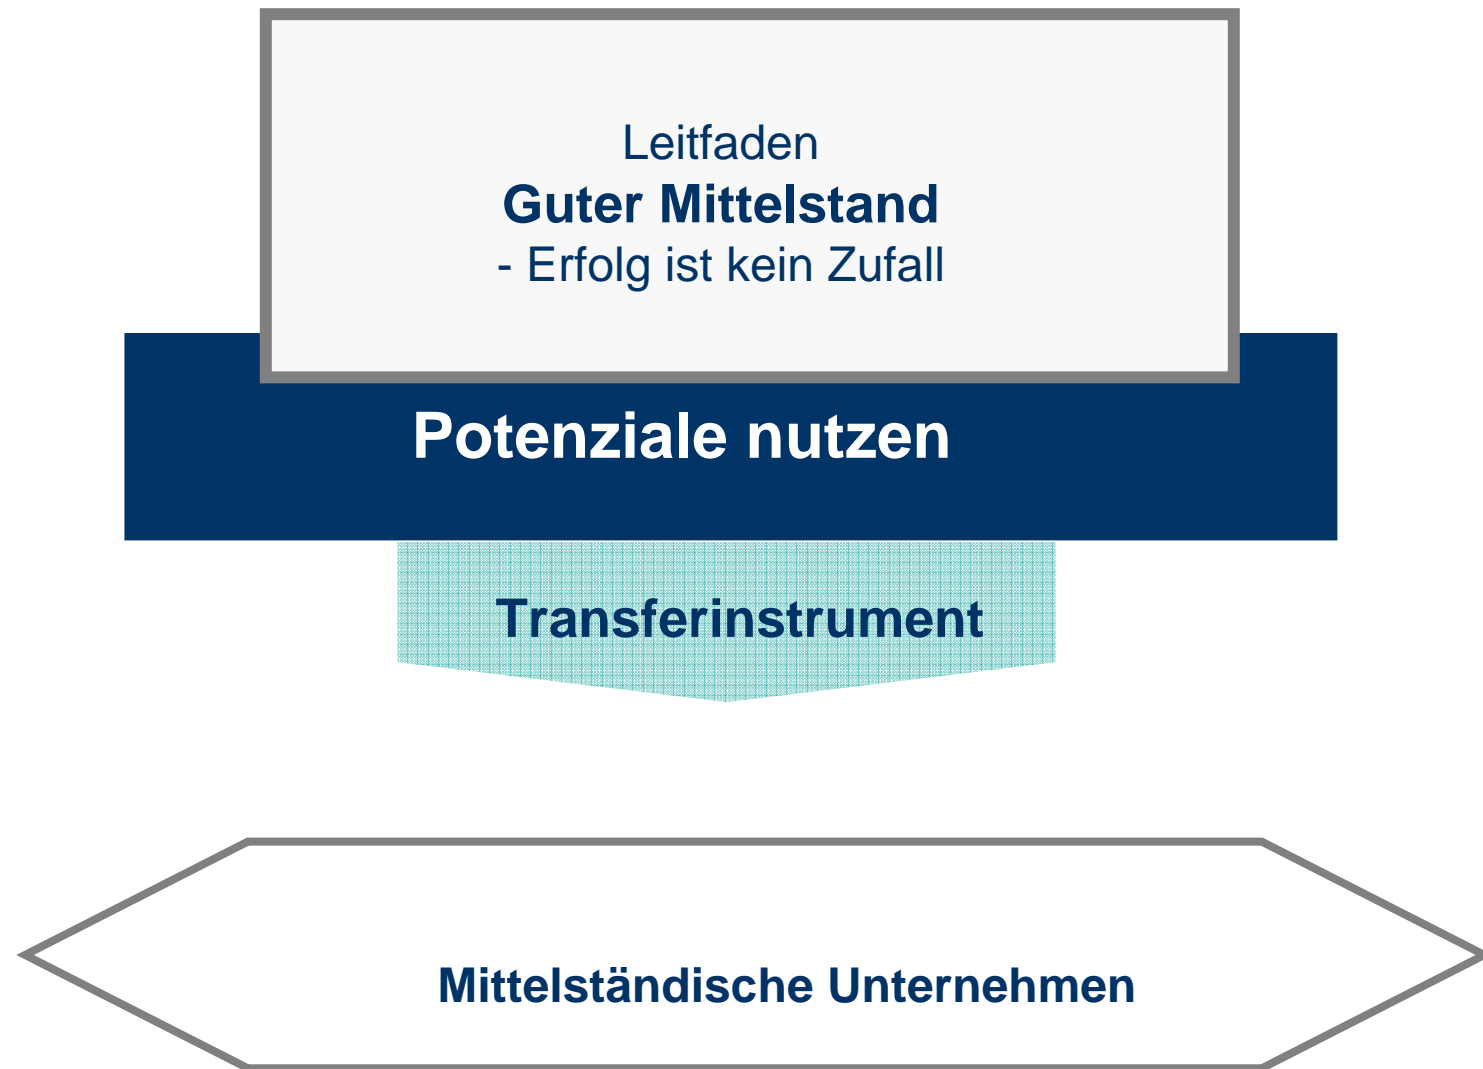 Leitfaden
Guter Mittelstand
- Erfolg ist kein Zufall
Potenziale nutzen
Transferinstrument
Mittelständische Unternehmen